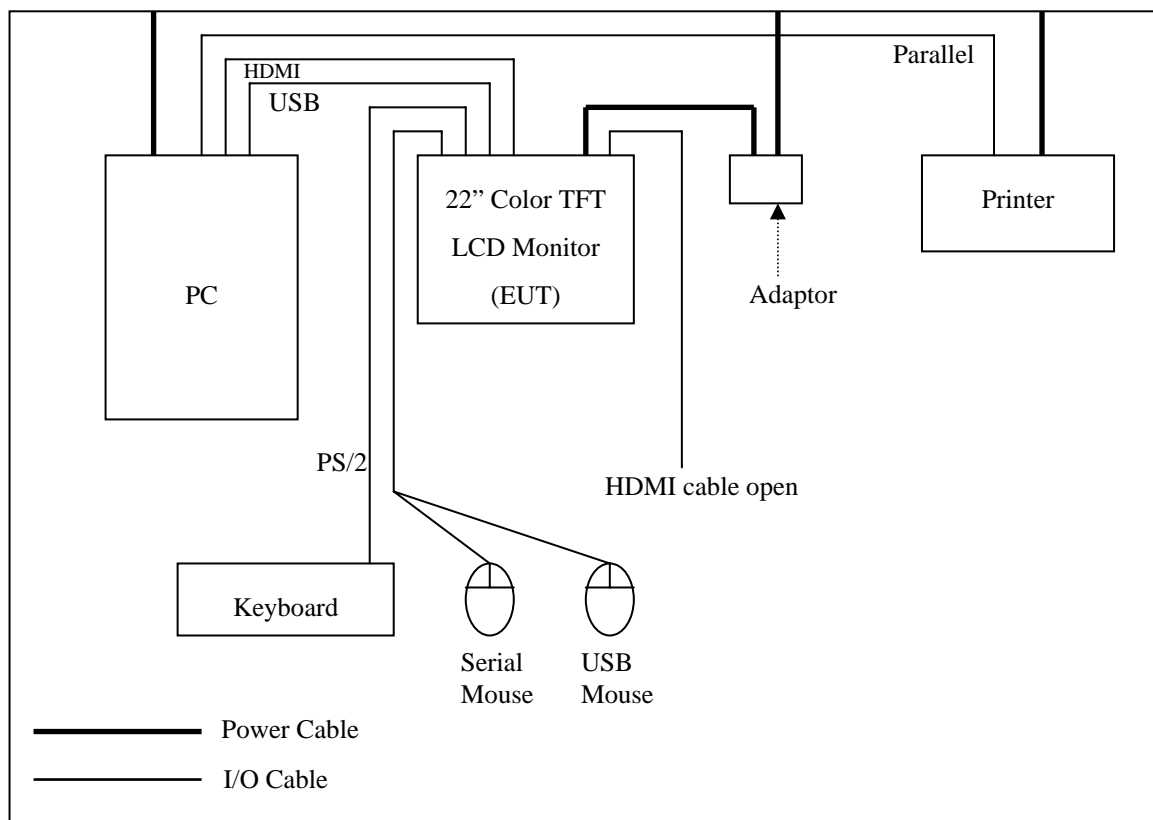 Parallel
HDMI
USB
22” Color TFT
LCD Monitor
(EUT)
Printer
PC
Adaptor
PS/2
HDMI cable open
Keyboard
Serial
Mouse
USB
Mouse
Power Cable
I/O Cable